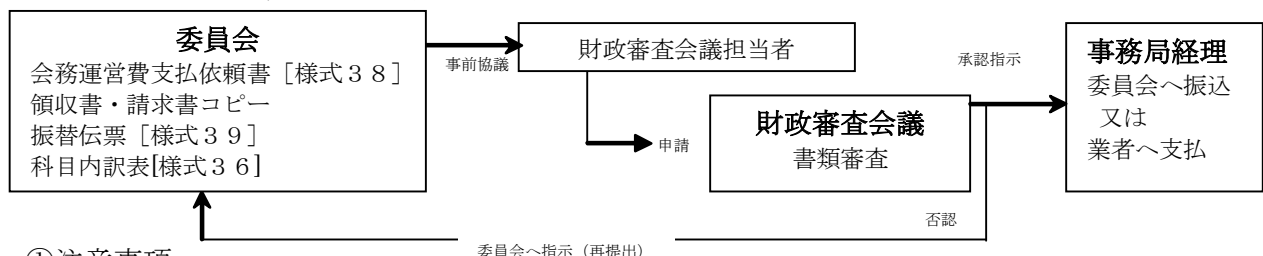 委員会
会務運営費支払依頼書［様式３８］
領収書・請求書コピー
振替伝票［様式３９］
科目内訳表[様式３６]
事前協議
財政審査会議担当者
申請
財政審査会議
書類審査
承認指示
事務局経理
委員会へ振込
又は
業者へ支払
否認
委員会へ指示（再提出）
①注意事項